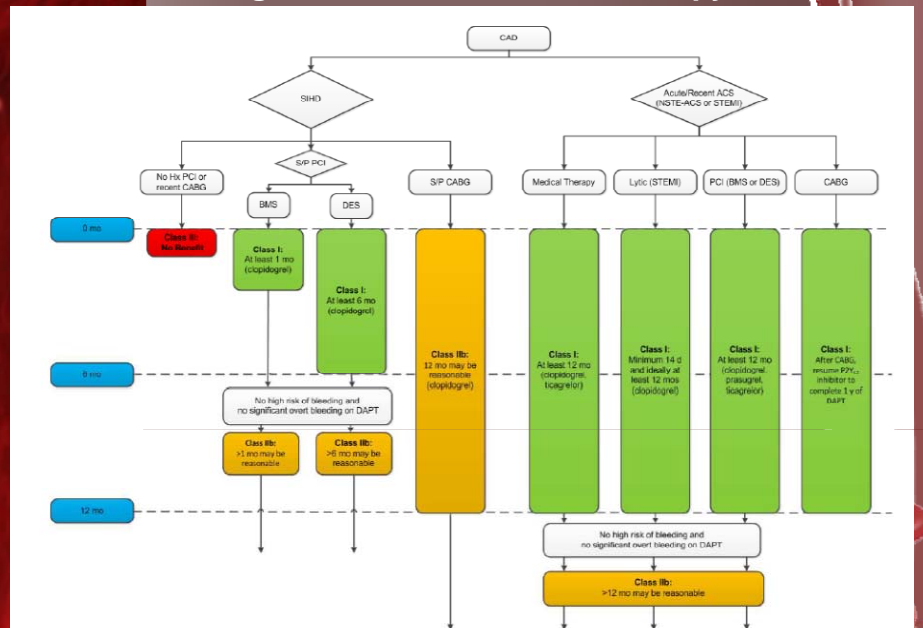 CAD
SIHD
Acute/Recent ACS
(NSTE-ACS or STEMI)
No Hx PCI or
recent CABG
S/P PCI
S/P CABG
Medical Therapy
Lytic (STEMI)
PCI (BMS or DES)
CABG
BMS
DES
0 mo
Class III:
No Benefit
Class I:
At least 1 mo
(clopidogrel)
Class I:
At least 6 mo
(clopidogrel)
Class IIb:
12 mo may be
reasonable
(clopidogrel)
Class I:
At least 12 mo
(clopidogrel,
ticagrelor)
Class I:
Minimum 14 d
and ideally at
least 12 mos
(clopidogrel)
Class I:
At least 12 mo
(clopidogrel,
prasugrel,
ticagrelor)
Class I:
After CABG,
resume P2Y₁₂
inhibitor to
complete 1 y of
DAPT
6 mo
No high risk of bleeding and
no significant overt bleeding on DAPT
Class IIb:
>1 mo may be
reasonable
Class IIb:
>6 mo may be
reasonable
12 mo
No high risk of bleeding and
no significant overt bleeding on DAPT
Class IIb:
>12 mo may be reasonable